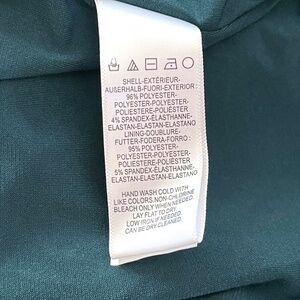 SHELL-EXTÉRIEUR-
AUßERHALB-FUORI-EXTERIOR :
96% POLYESTER-
POLYESTER-POLYESTER-
POLIESTERE-POLIÉSTER
4% SPANDEX-ÉLASTHANNE-
ELASTAN-ELASTAN-ELASTANO
LINING-DOUBLURE-
FUTTER-FODERA-FORRO :
95% POLYESTER-
POLYESTER-POLYESTER-
POLIESTERE-POLIÉSTER
5% SPANDEX-ÉLASTHANNE-
ELASTAN-ELASTAN-ELASTANO
HAND WASH COLD WITH
LIKE COLORS.NON-CHLORINE
BLEACH ONLY WHEN NEEDED.
LAY FLAT TO DRY.
LOW IRON IF NEEDED.
CAN BE DRY CLEANED.